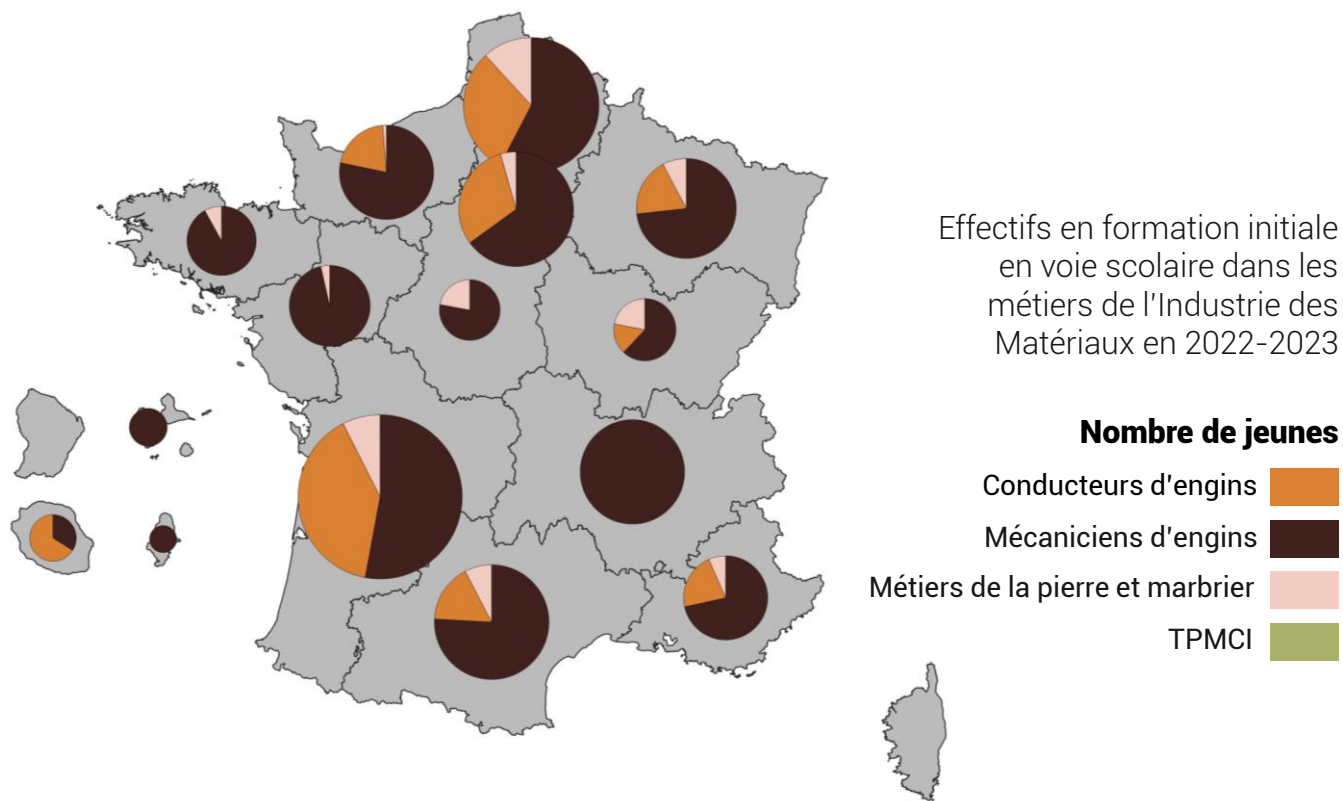 Effectifs en formation initiale
en voie scolaire dans les
métiers de l'Industrie des
Matériaux en 2022-2023
Nombre de jeunes
Conducteurs d'engins
Mécaniciens d'engins
Métiers de la pierre et marbrier
TPMCI